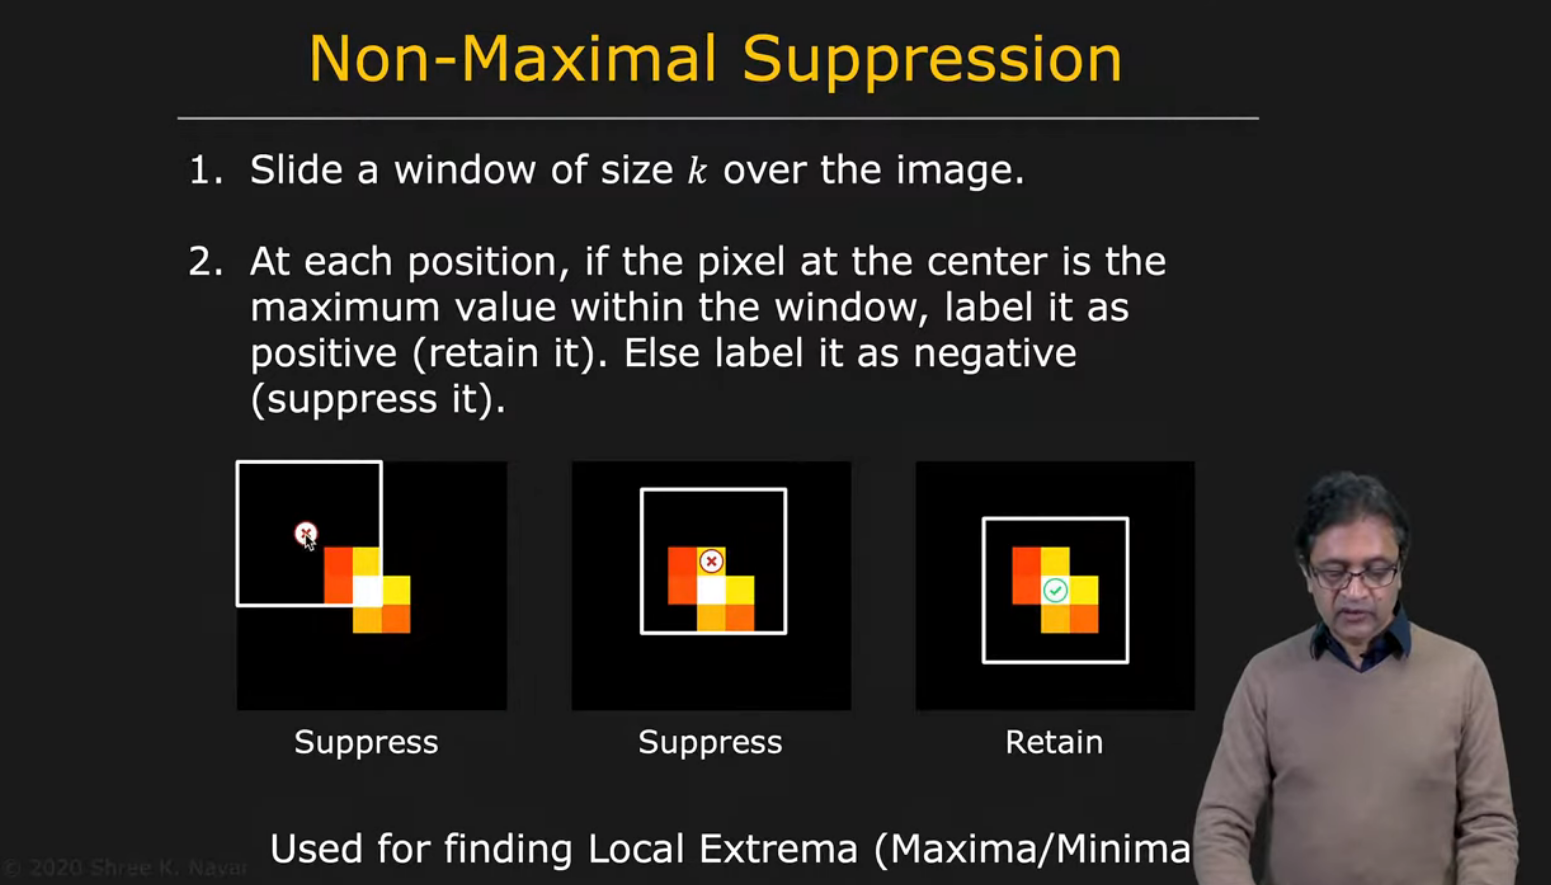 Non-Maximal Suppression
1. Slide a window of size k over the image.
2. At each position, if the pixel at the center is the
maximum value within the window, label it as
positive (retain it). Else label it as negative
(suppress it).
Suppress Suppress Retain
Used for finding Local Extrema (Maxima/Minima
© 2020 Shree K. Nayar